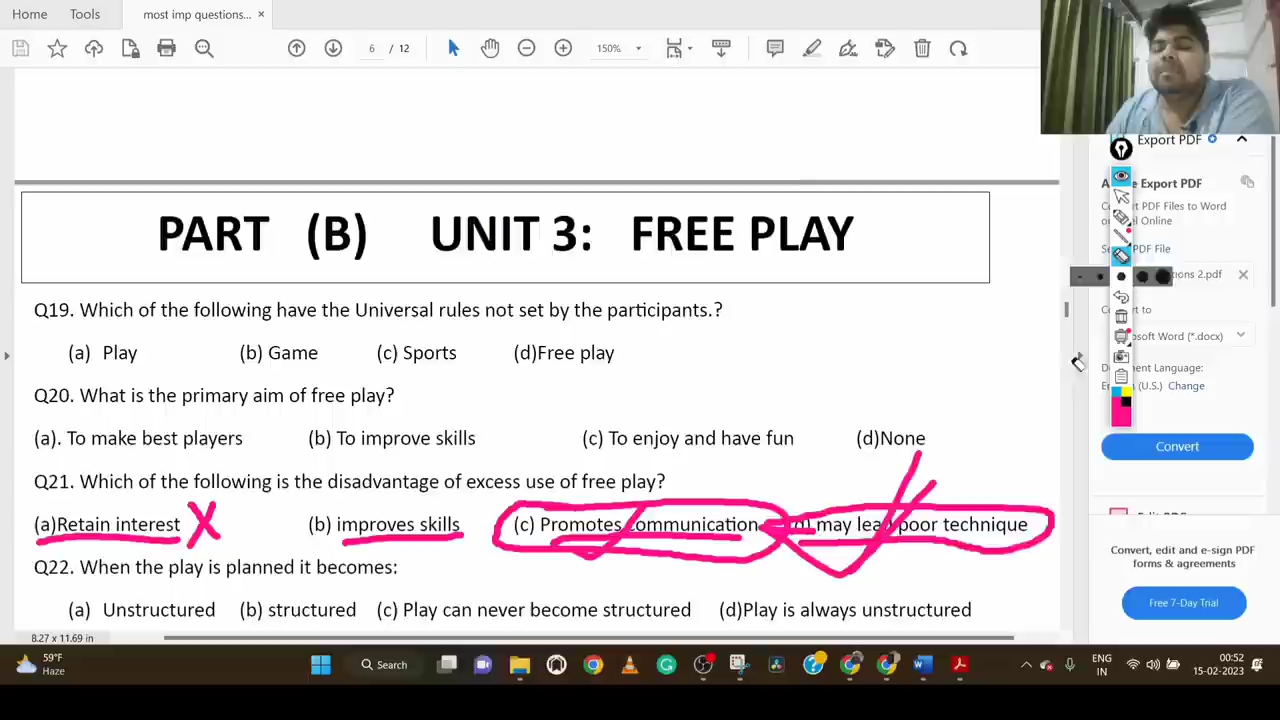 Home Tools most imp questions... ×
6 / 12 150%
PART (B) UNIT 3: FREE PLAY
Q19. Which of the following have the Universal rules not set by the participants.?
(a) Play (b) Game (c) Sports (d)Free play
Q20. What is the primary aim of free play?
(a). To make best players (b) To improve skills (c) To enjoy and have fun (d)None
Q21. Which of the following is the disadvantage of excess use of free play?
(a)Retain interest (b) improves skills (c) Promotes communication may lead poor technique
Q22. When the play is planned it becomes:
(a) Unstructured (b) structured (c) Play can never become structured (d)Play is always unstructured
8.27 x 11.69 in
Export PDF
Export PDF
PDF Files to Word
Online
PDF File
2.pdf
to
Word (*.docx)
Language:
(U.S.) Change
Convert
Convert, edit and e-sign PDF
forms & agreements
Free 7-Day Trial
59°F
Haze
Search
ENG
IN
00:52
15-02-2023